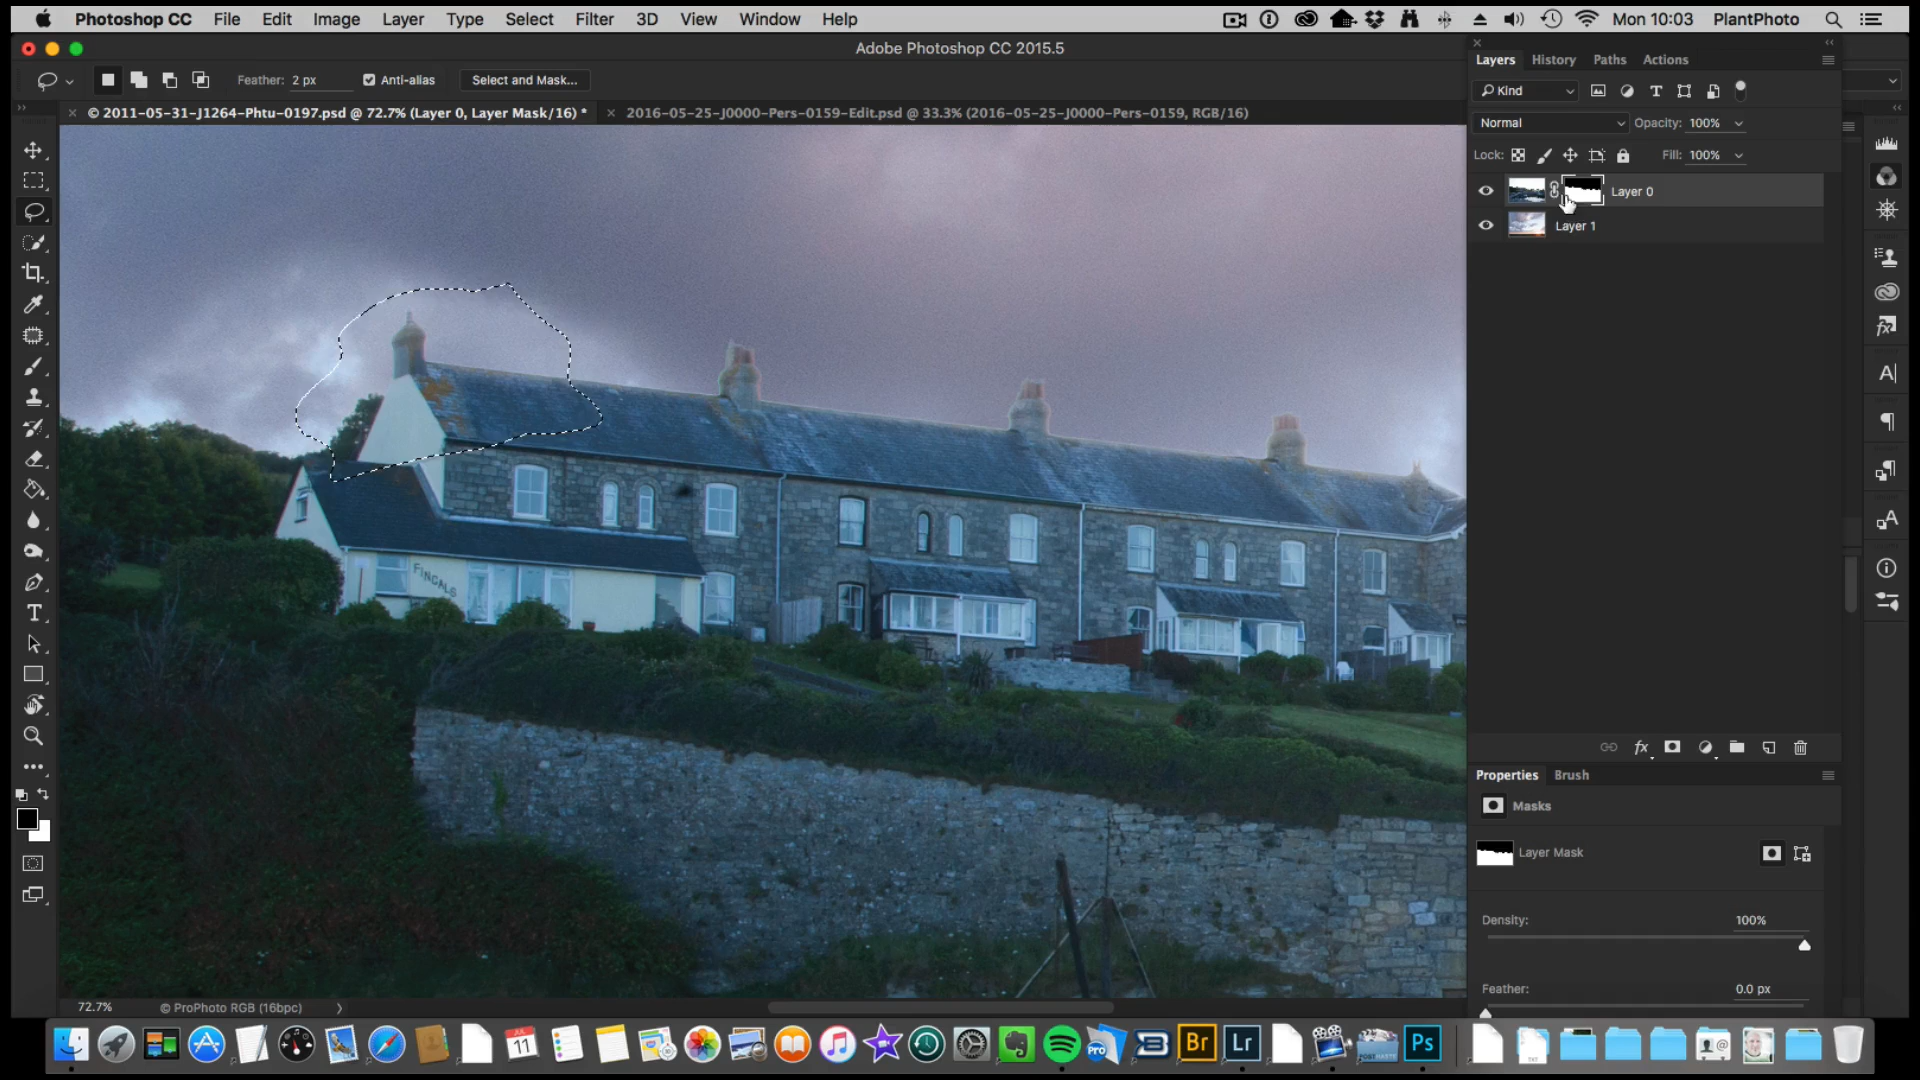 Photoshop CC File Edit Image Layer Type Select Filter 3D View Window Help Mon 10:03 PlantPhoto
Adobe Photoshop CC 2015.5
Feather: 2 px Anti-alias Select and Mask...
© 2011-05-31-J1264-Phtu-0197.psd @ 72.7% (Layer 0, Layer Mask/16) * 2016-05-25-J0000-Pers-0159-Edit.psd @ 33.3% (2016-05-25-J0000-Pers-0159, RGB/16)
Layers History Paths Actions
Kind
Normal Opacity: 100%
Lock: Fill: 100%
Layer 0
Layer 1
FINGALS
Properties Brush
Masks
Layer Mask
Density: 100%
Feather: 0.0 px
72.7% © ProPhoto RGB (16bpc)
JUL
11
Pro
Br
Lr
Ps
TXT